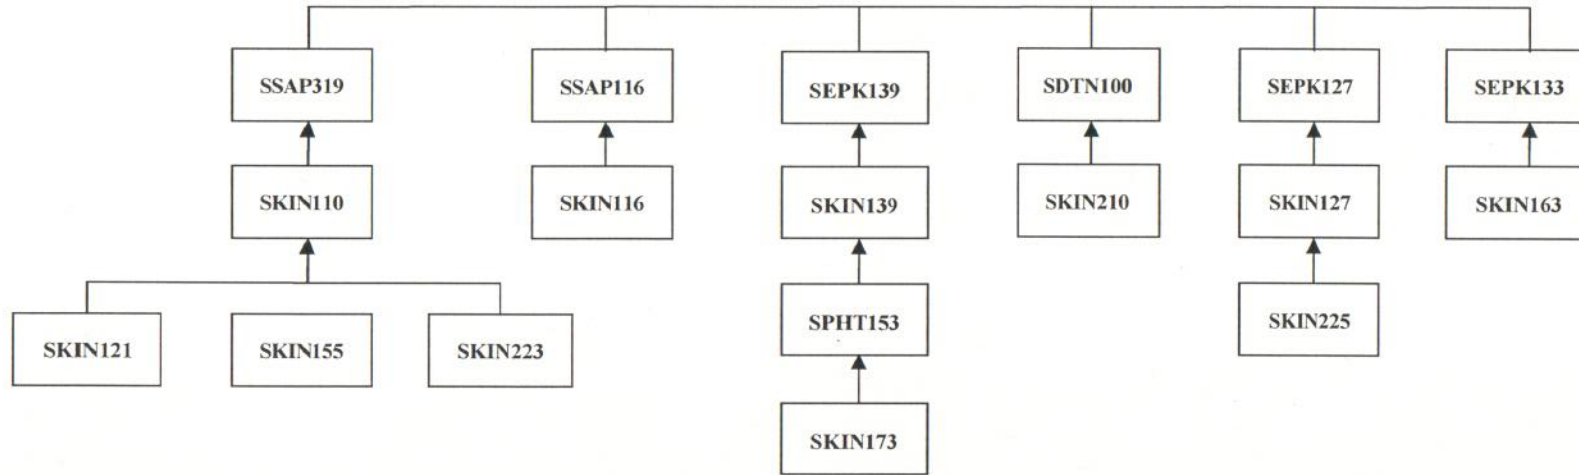 SSAP319 SSAP116 SEPK139 SDTN100 SEPK127 SEPK133
SKIN110 SKIN116 SKIN139 SKIN210 SKIN127 SKIN163
SKIN121 SKIN155 SKIN223 SPHT153 SKIN225
SKIN173